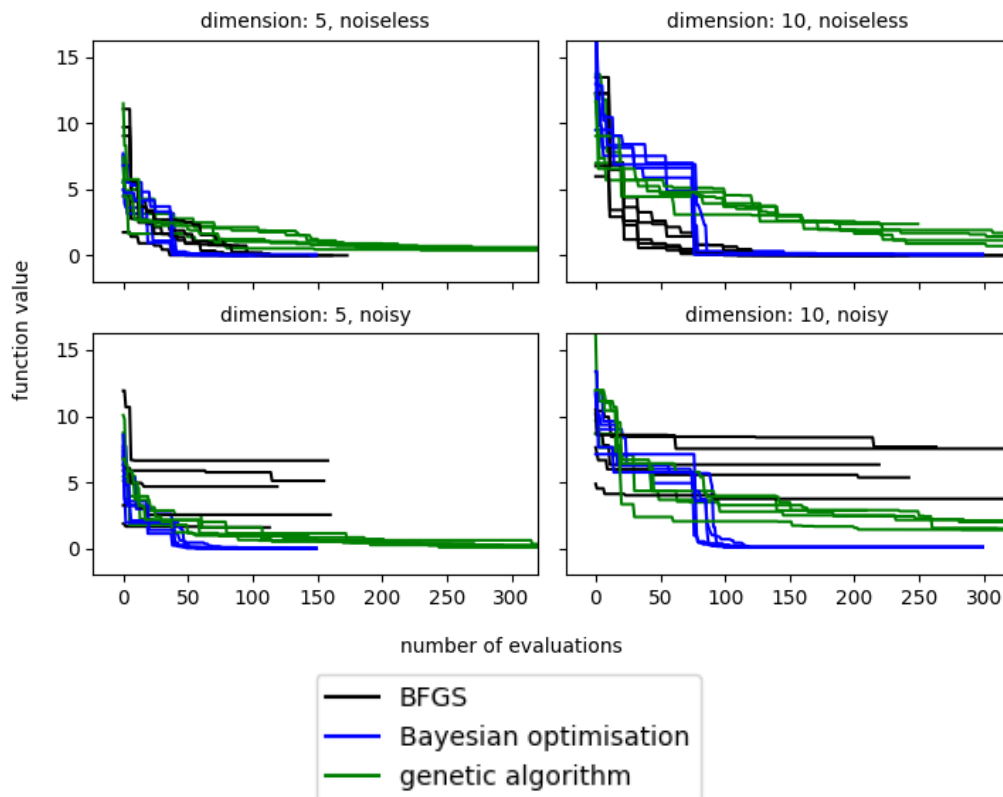 dimension: 5, noiseless
dimension: 10, noiseless
15
10
5
0
function value
dimension: 5, noisy
dimension: 10, noisy
15
10
5
0
0 50 100 150 200 250 300
0 50 100 150 200 250 300
number of evaluations
BFGS
Bayesian optimisation
genetic algorithm